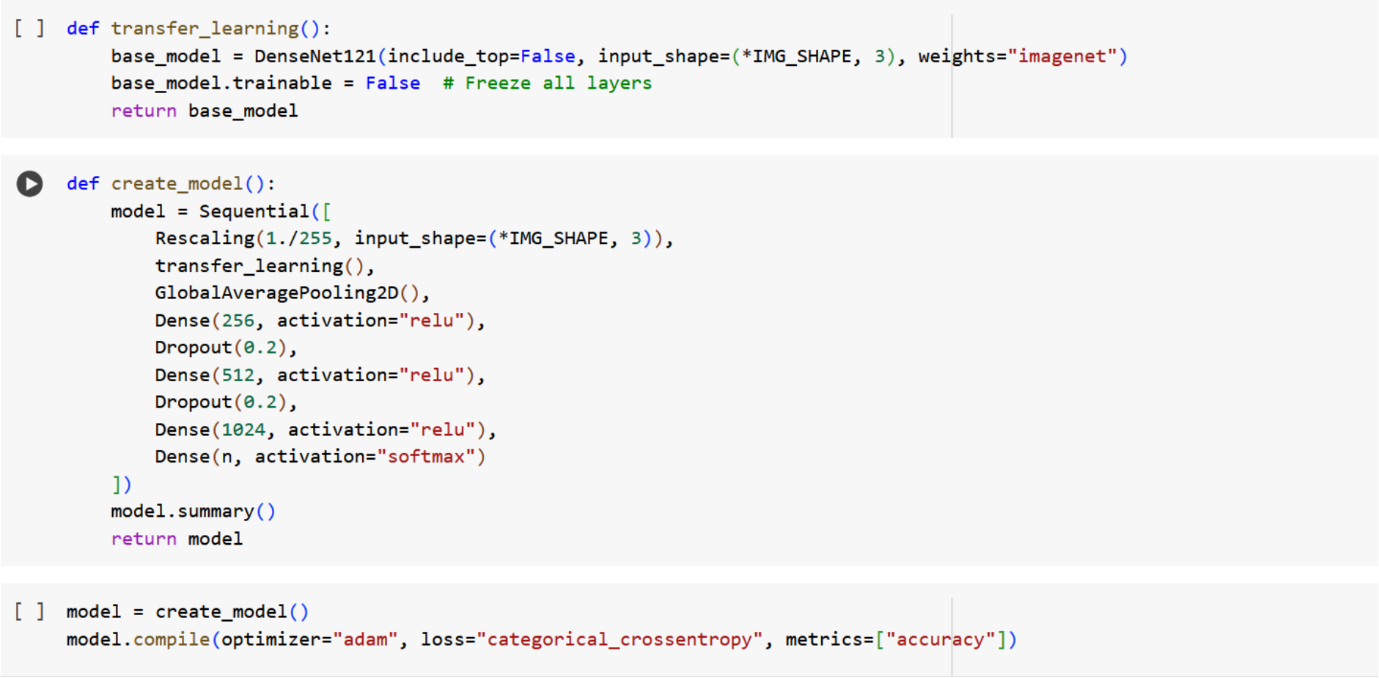 [ ] def transfer_learning():
    base_model = DenseNet121(include_top=False, input_shape=(*IMG_SHAPE, 3), weights="imagenet")
    base_model.trainable = False  # Freeze all layers
    return base_model
def create_model():
    model = Sequential([
        Rescaling(1./255, input_shape=(*IMG_SHAPE, 3)),
        transfer_learning(),
        GlobalAveragePooling2D(),
        Dense(256, activation="relu"),
        Dropout(0.2),
        Dense(512, activation="relu"),
        Dropout(0.2),
        Dense(1024, activation="relu"),
        Dense(n, activation="softmax")
    ])
    model.summary()
    return model
[ ] model = create_model()
model.compile(optimizer="adam", loss="categorical_crossentropy", metrics=["accuracy"])